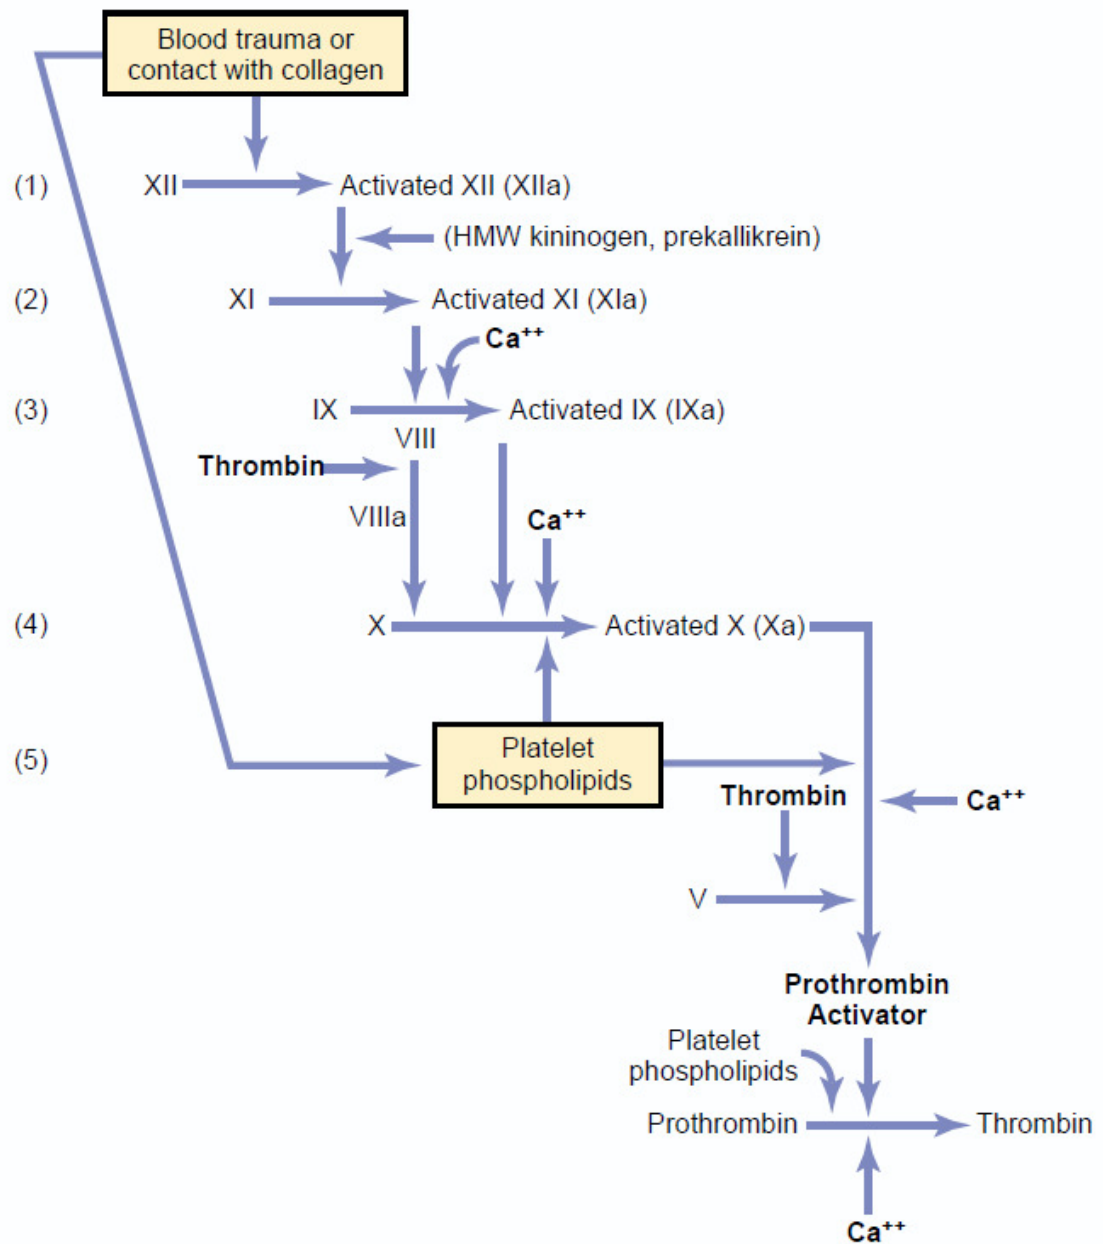 Blood trauma or
contact with collagen
(1) XII Activated XII (XIIa)
(HMW kininogen, prekallikrein)
(2) XI Activated XI (XIa)
Ca⁺⁺
(3) IX Activated IX (IXa)
VIII
Thrombin
VIIIa
Ca⁺⁺
(4) X Activated X (Xa)
(5)
Platelet
phospholipids
Thrombin
Ca⁺⁺
V
Prothrombin
Activator
Platelet
phospholipids
Prothrombin Thrombin
Ca⁺⁺